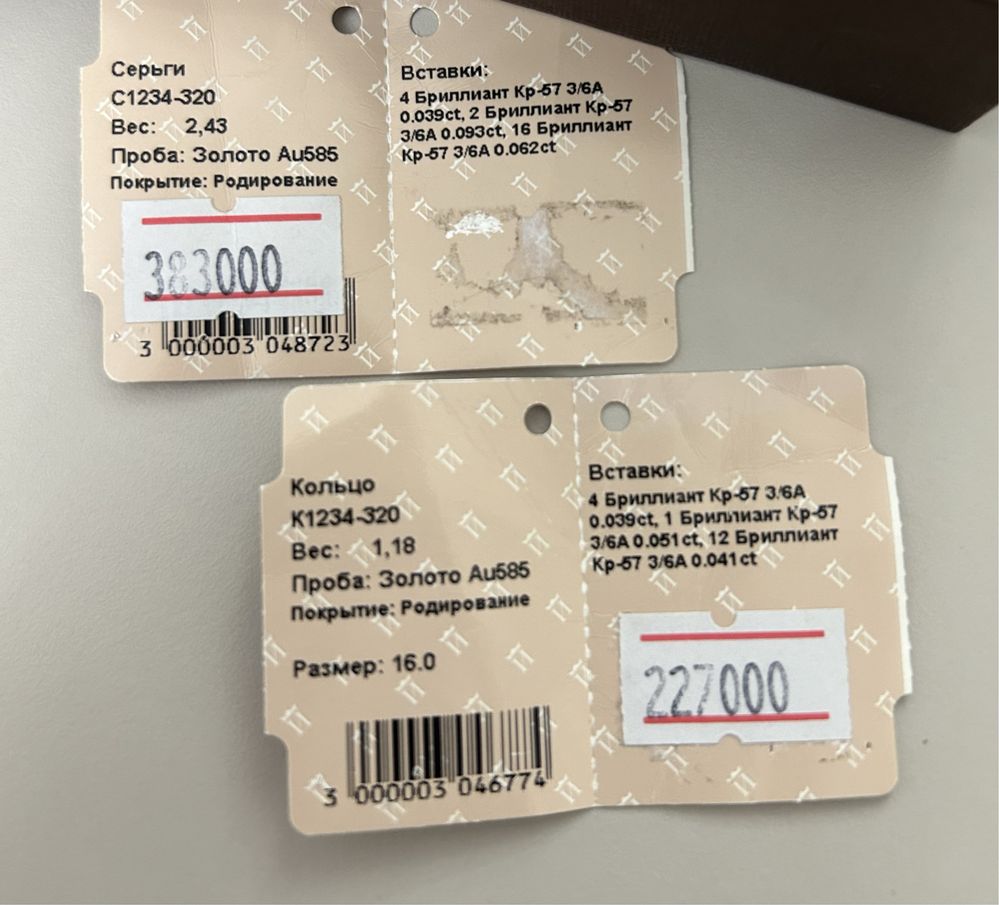 Серьги
С1234-320
Вес: 2,43
Проба: Золото Au585
Покрытие: Родирование
383000
3 000003 048723
Вставки:
4 Бриллиант Кр-57 3/6А
0.039ct, 2 Бриллиант Кр-57
3/6А 0.093ct, 16 Бриллиант
Кр-57 3/6А 0.062ct
Кольцо
К1234-320
Вес: 1,18
Проба: Золото Au585
Покрытие: Родирование
Размер: 16.0
3 000003 046774
Вставки:
4 Бриллиант Кр-57 3/6А
0.039ct, 1 Бриллиант Кр-57
3/6А 0.051ct, 12 Бриллиант
Кр-57 3/6А 0.041ct
227000